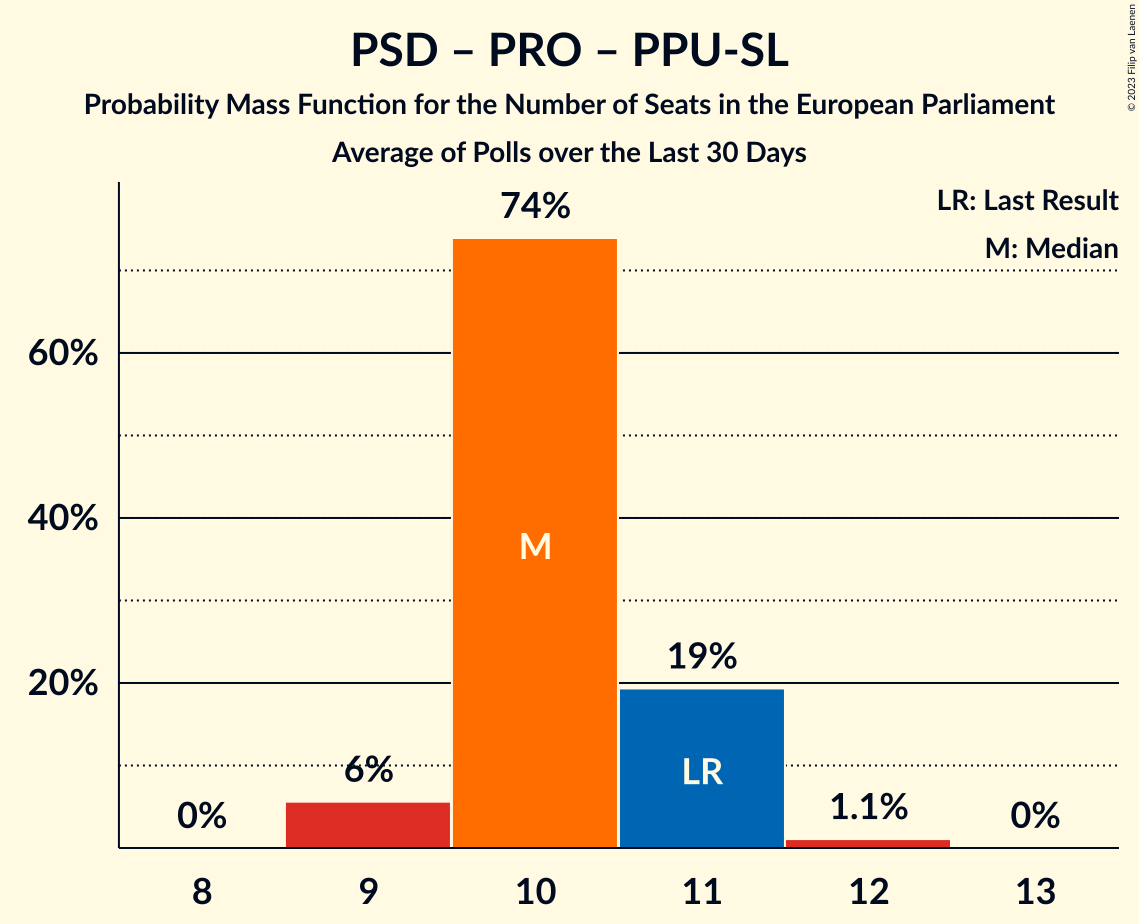 PSD – PRO – PPU-SL
Probability Mass Function for the Number of Seats in the European Parliament
Average of Polls over the Last 30 Days
© 2023 Filip van Laenen
LR: Last Result
M: Median
74%
60%
M
40%
19%
20%
6%
LR
0%
1.1%
0%
8
9
10
11
12
13